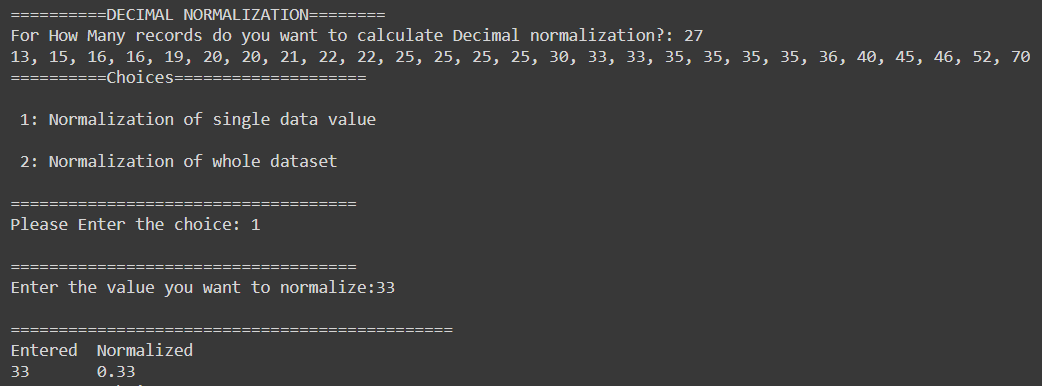 ==========DECIMAL NORMALIZATION========
For How Many records do you want to calculate Decimal normalization?: 27
13, 15, 16, 16, 19, 20, 20, 21, 22, 22, 25, 25, 25, 25, 30, 33, 33, 35, 35, 35, 35, 36, 40, 45, 46, 52, 70
==========Choices====================
1: Normalization of single data value
2: Normalization of whole dataset
====================================
Please Enter the choice: 1
====================================
Enter the value you want to normalize:33
==============================================
Entered  Normalized
33       0.33